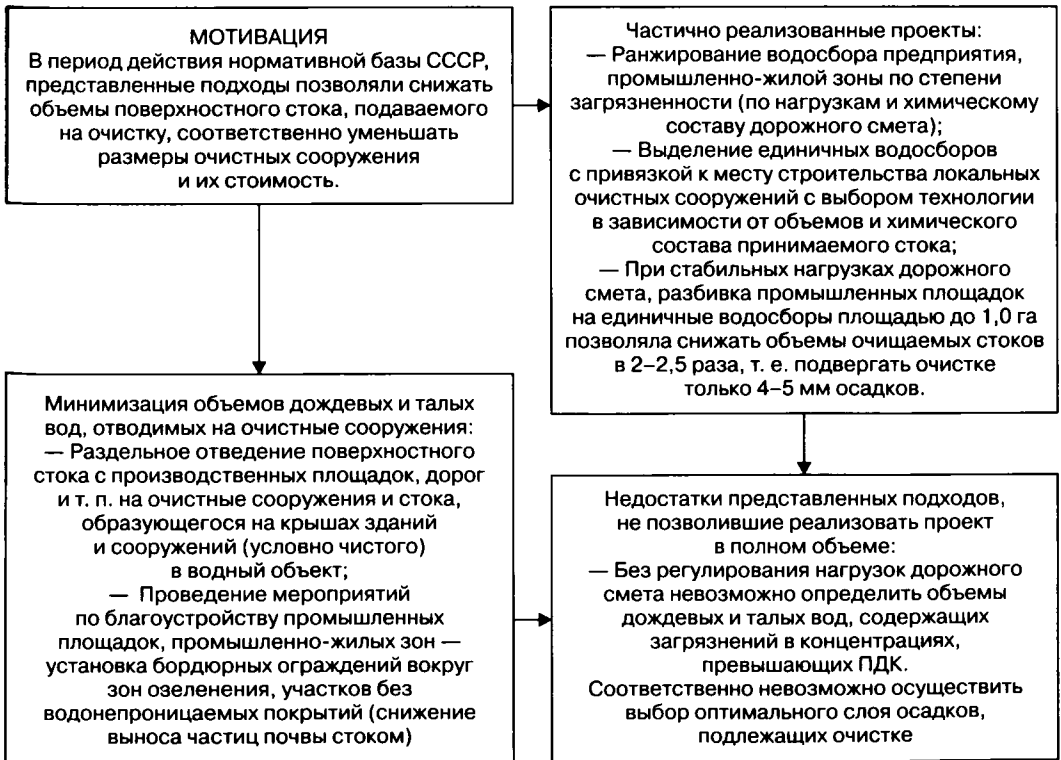 МОТИВАЦИЯ
В период действия нормативной базы СССР,
представленные подходы позволяли снижать
объемы поверхностного стока, подаваемого
на очистку, соответственно уменьшать
размеры очистных сооружения
и их стоимость.
Частично реализованные проекты:
— Ранжирование водосбора предприятия,
промышленно-жилой зоны по степени
загрязненности (по нагрузкам и химическому
составу дорожного смета);
— Выделение единичных водосборов
с привязкой к месту строительства локальных
очистных сооружений с выбором технологии
в зависимости от объемов и химического
состава принимаемого стока;
— При стабильных нагрузках дорожного
смета, разбивка промышленных площадок
на единичные водосборы площадью до 1,0 га
позволяла снижать объемы очищаемых стоков
в 2–2,5 раза, т. е. подвергать очистке
только 4–5 мм осадков.
Минимизация объемов дождевых и талых
вод, отводимых на очистные сооружения:
— Раздельное отведение поверхностного
стока с производственных площадок, дорог
и т. п. на очистные сооружения и стока,
образующегося на крышах зданий
и сооружений (условно чистого)
в водный объект;
— Проведение мероприятий
по благоустройству промышленных
площадок, промышленно-жилых зон —
установка бордюрных ограждений вокруг
зон озеленения, участков без
водонепроницаемых покрытий (снижение
выноса частиц почвы стоком)
Недостатки представленных подходов,
не позволившие реализовать проект
в полном объеме:
— Без регулирования нагрузок дорожного
смета невозможно определить объемы
дождевых и талых вод, содержащих
загрязнений в концентрациях,
превышающих ПДК.
Соответственно невозможно осуществить
выбор оптимального слоя осадков,
подлежащих очистке